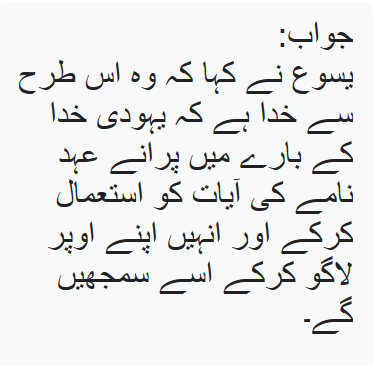 جواب:
یسوع نے کہا کہ وہ اس طرح
سے خدا ہے کہ یہودی خدا
کے بارے میں پرانے عہد
نامے کی آیات کو استعمال
کرکے اور انہیں اپنے اوپر
لاگو کرکے اسے سمجھیں
گے۔